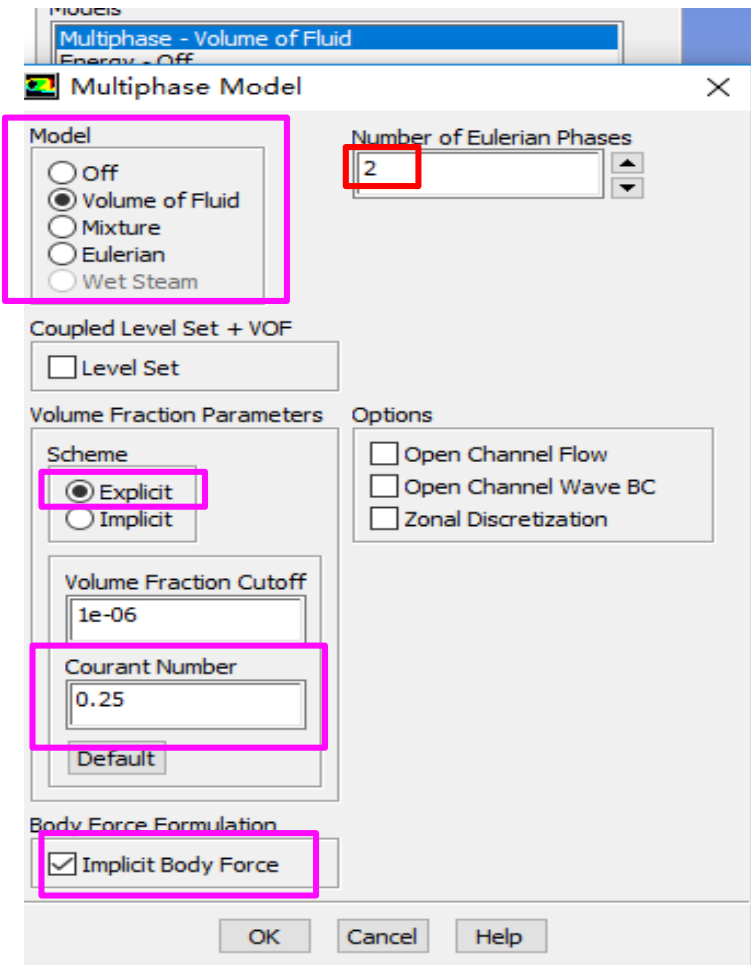 Models
Multiphase - Volume of Fluid
Energy - Off
Multiphase Model
Model
Off
Volume of Fluid
Mixture
Eulerian
Wet Steam
Number of Eulerian Phases
2
Coupled Level Set + VOF
Level Set
Volume Fraction Parameters
Scheme
Explicit
Implicit
Volume Fraction Cutoff
1e-06
Courant Number
0.25
Default
Options
Open Channel Flow
Open Channel Wave BC
Zonal Discretization
Body Force Formulation
Implicit Body Force
OK
Cancel
Help